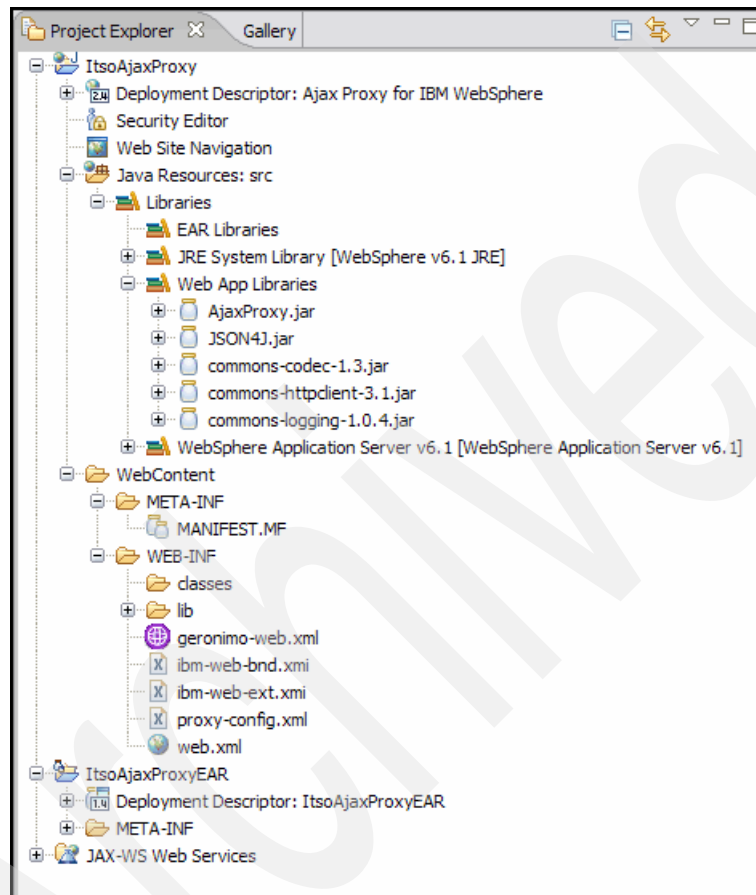 Project Explorer Gallery
ItsoAjaxProxy
2.4 Deployment Descriptor: Ajax Proxy for IBM WebSphere
Security Editor
Web Site Navigation
Java Resources: src
Libraries
EAR Libraries
JRE System Library [WebSphere v6.1 JRE]
Web App Libraries
AjaxProxy.jar
JSON4J.jar
commons-codec-1.3.jar
commons-httpclient-3.1.jar
commons-logging-1.0.4.jar
WebSphere Application Server v6.1 [WebSphere Application Server v6.1]
WebContent
META-INF
MANIFEST.MF
WEB-INF
classes
lib
geronimo-web.xml
X ibm-web-bnd.xmi
X ibm-web-ext.xmi
X proxy-config.xml
web.xml
ItsoAjaxProxyEAR
1.4 Deployment Descriptor: ItsoAjaxProxyEAR
META-INF
JAX-WS Web Services